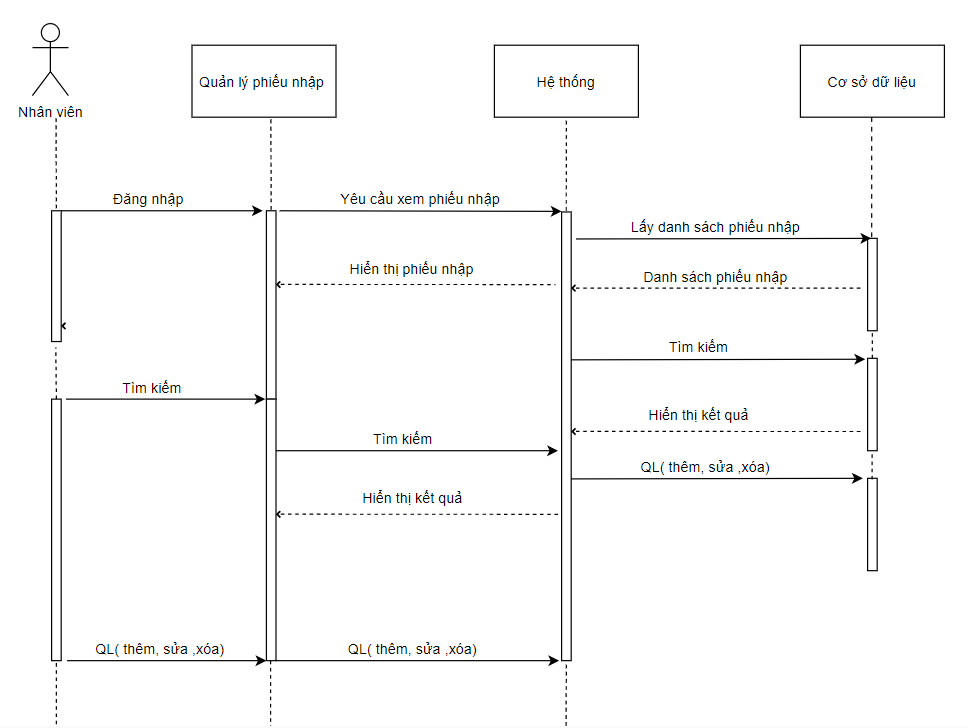 Nhân viên
Quản lý phiếu nhập
Hệ thống
Cơ sở dữ liệu
Đăng nhập
Yêu cầu xem phiếu nhập
Lấy danh sách phiếu nhập
Hiển thị phiếu nhập
Danh sách phiếu nhập
Tìm kiếm
Tìm kiếm
Hiển thị kết quả
Tìm kiếm
QL( thêm, sửa ,xóa)
Hiển thị kết quả
QL( thêm, sửa ,xóa)
QL( thêm, sửa ,xóa)